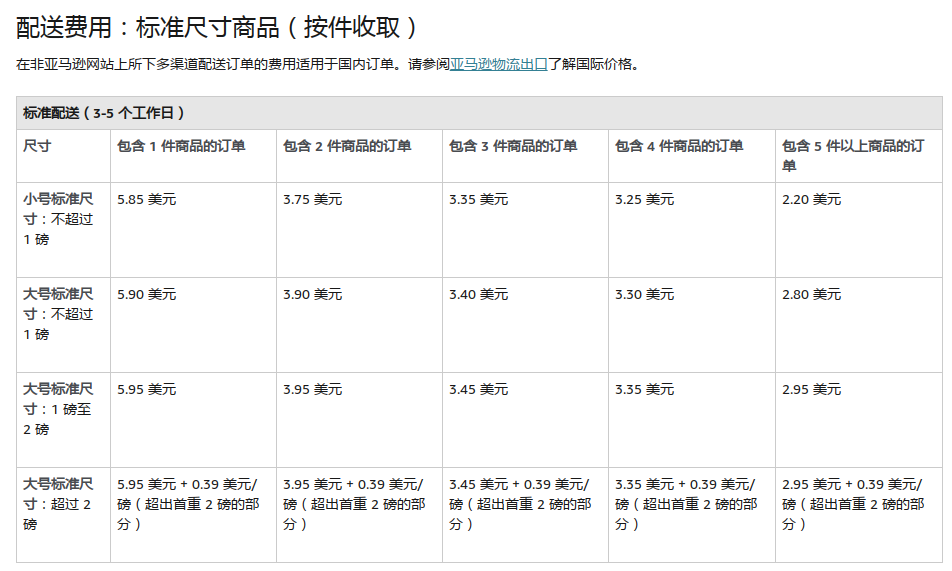 配送费用：标准尺寸商品（按件收取）
在非亚马逊网站上所下多渠道配送订单的费用适用于国内订单。请参阅亚马逊物流出口了解国际价格。
标准配送（3-5 个工作日）
尺寸 包含 1 件商品的订单 包含 2 件商品的订单 包含 3 件商品的订单 包含 4 件商品的订单 包含 5 件以上商品的订
单
小号标准尺 5.85 美元 3.75 美元 3.35 美元 3.25 美元 2.20 美元
寸：不超过
1 磅
大号标准尺 5.90 美元 3.90 美元 3.40 美元 3.30 美元 2.80 美元
寸：不超过
1 磅
大号标准尺 5.95 美元 3.95 美元 3.45 美元 3.35 美元 2.95 美元
寸：1 磅至
2 磅
大号标准尺 5.95 美元 + 0.39 美元/ 3.95 美元 + 0.39 美元/ 3.45 美元 + 0.39 美元/ 3.35 美元 + 0.39 美元/ 2.95 美元 + 0.39 美元/
寸：超过 2 磅（超出首重 2 磅的部 磅（超出首重 2 磅的部 磅（超出首重 2 磅的部 磅（超出首重 2 磅的部 磅（超出首重 2 磅的部
磅 分） 分） 分） 分） 分）